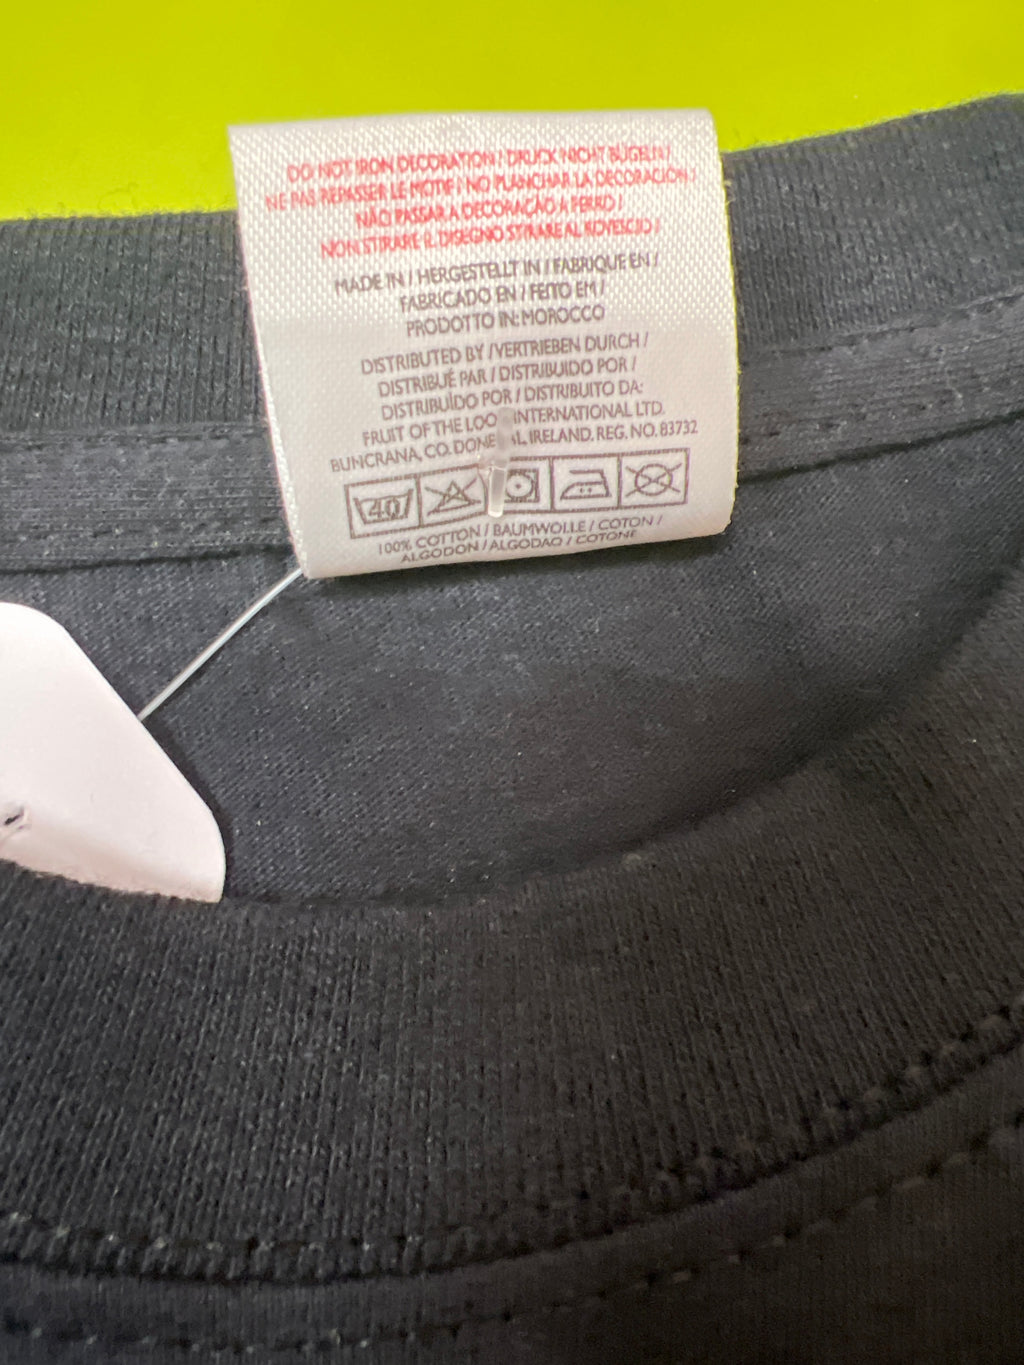 DO NOT IRON DECORATION / DRUCK NICHT BÜGELN /
NE PAS REPASSER LE MOTIF / NO PLANCHAR LA DECORACIÓN /
NÃO PASSAR A DECORAÇÃO A FERRO /
NON STIRARE IL DISEGNO STIRARE AL ROVESCIO /
MADE IN / HERGESTELLT IN / FABRIQUE EN /
FABRICADO EN / FEITO EM /
PRODOTTO IN: MOROCCO
DISTRIBUTED BY / VERTRIEBEN DURCH /
DISTRIBUÉ PAR / DISTRIBUIDO POR /
DISTRIBUÍDO POR / DISTRIBUITO DA:
FRUIT OF THE LOO INTERNATIONAL LTD.
BUNCRANA, CO. DONE AL, IRELAND. REG. NO. 83732
40
100% COTTON / BAUMWOLLE / COTON /
ALGODON / ALGODAO / COTONE